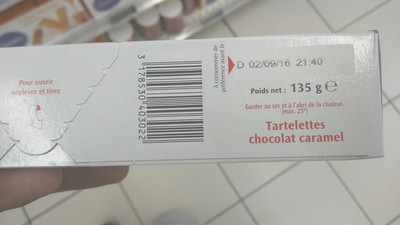 Pour ouvrir
soulevez et tirez
3 178530 403022
À consommer de
préférence avant le :
D 02/09/16 21:40
Poids net : 135 g ℮
Garder au sec et à l'abri de la chaleur.
(max. 25°)
Tartelettes
chocolat caramel